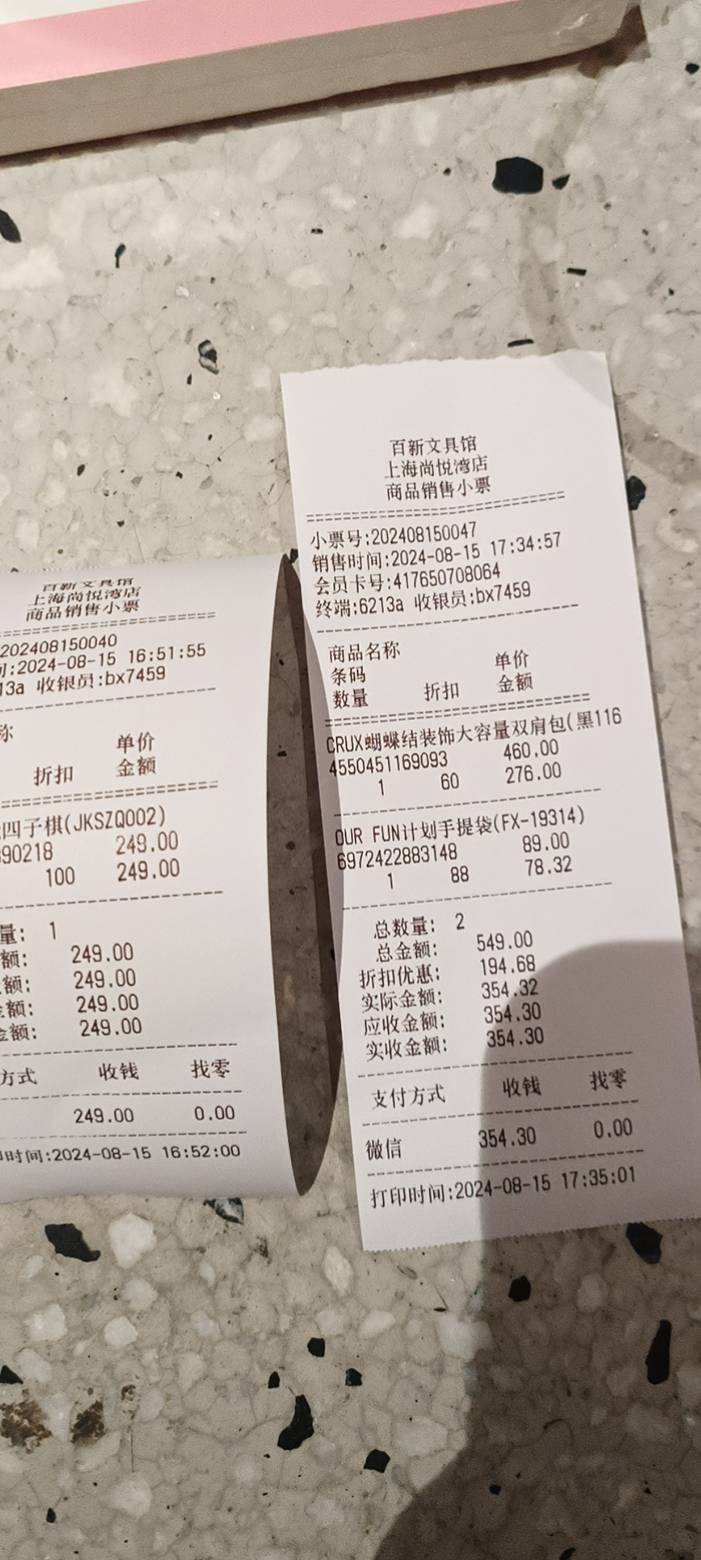 百新文具馆
上海尚悦湾店
商品销售小票
202408150040
间:2024-08-15 16:51:55
13a 收银员:bx7459
称
单价
折扣 金额
四子棋(JKSZQ002)
890218 249.00
100 249.00
量: 1
额: 249.00
额: 249.00
金额: 249.00
金额: 249.00
方式 收钱 找零
249.00 0.00
时间:2024-08-15 16:52:00
百新文具馆
上海尚悦湾店
商品销售小票
小票号:202408150047
销售时间:2024-08-15 17:34:57
会员卡号:417650708064
终端:6213a 收银员:bx7459
商品名称
条码 单价
数量 折扣 金额
CRUX蝴蝶结装饰大容量双肩包(黑116
4550451169093 460.00
1 60 276.00
OUR FUN计划手提袋(FX-19314)
6972422883148 89.00
1 88 78.32
总数量: 2
总金额: 549.00
折扣优惠: 194.68
实际金额: 354.32
应收金额: 354.30
实收金额: 354.30
支付方式 收钱 找零
微信 354.30 0.00
打印时间:2024-08-15 17:35:01